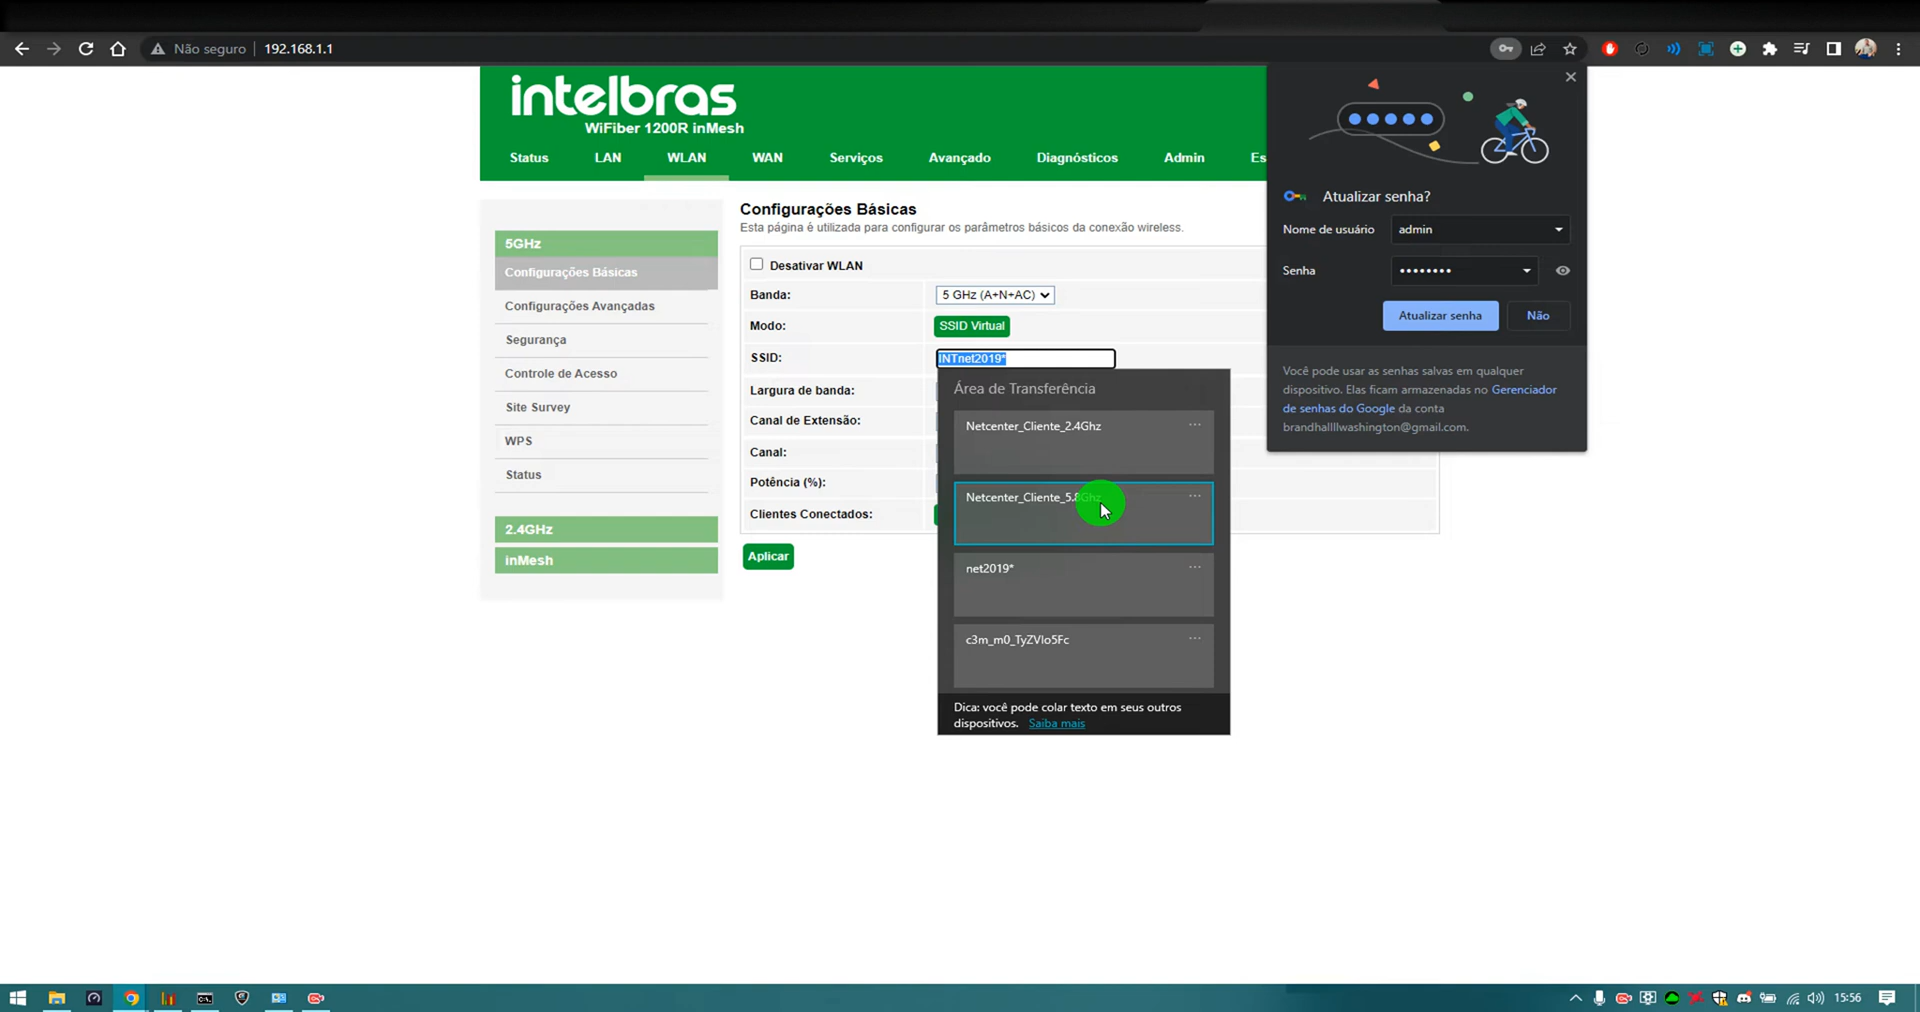 Não seguro
192.168.1.1
intelbras
WiFiber 1200R inMesh
Status
LAN
WLAN
WAN
Serviços
Avançado
Diagnósticos
Admin
Es
5GHz
Configurações Básicas
Configurações Avançadas
Segurança
Controle de Acesso
Site Survey
WPS
Status
2.4GHz
inMesh
Configurações Básicas
Esta página é utilizada para configurar os parâmetros básicos da conexão wireless.
Desativar WLAN
Banda:
5 GHz (A+N+AC)
Modo:
SSID Virtual
SSID:
INTnet2019*
Largura de banda:
Canal de Extensão:
Canal:
Potência (%):
Clientes Conectados:
Aplicar
Área de Transferência
Netcenter_Cliente_2.4Ghz
Netcenter_Cliente_5.8Ghz
net2019*
c3m_m0_TyZVIo5Fc
Dica: você pode colar texto em seus outros
dispositivos. Saiba mais
Atualizar senha?
Nome de usuário
admin
Senha
••••••••
Atualizar senha
Não
Você pode usar as senhas salvas em qualquer
dispositivo. Elas ficam armazenadas no Gerenciador
de senhas do Google da conta
brandhallllwashington@gmail.com.
15:56